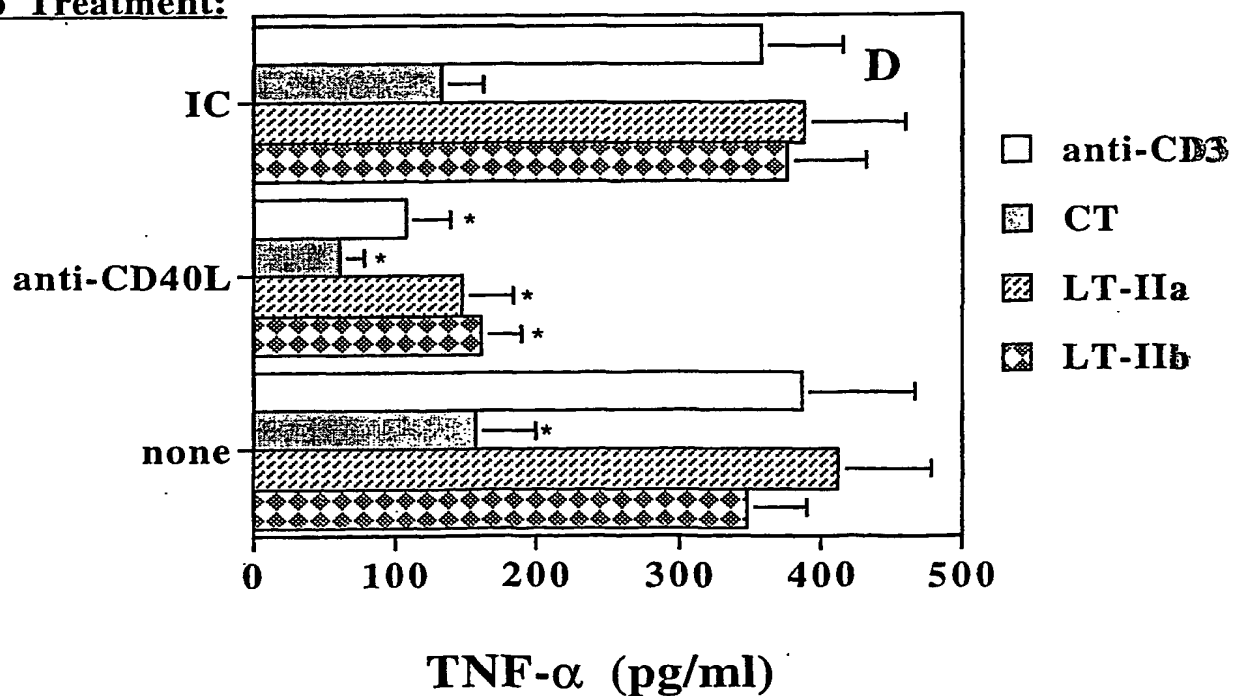 Treatment:
D
IC
anti-CD40L
none
*
*
*
*
*
anti-CD3
CT
LT-IIa
LT-IIb
0 100 200 300 400 500
TNF-α (pg/ml)